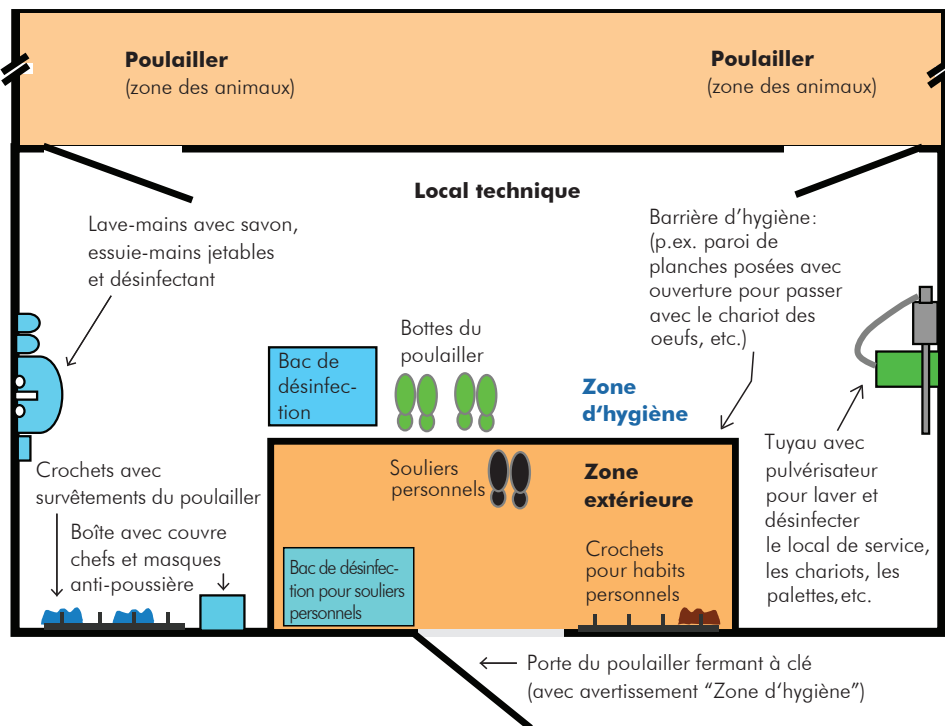 Poulailler
(zone des animaux)
Poulailler
(zone des animaux)
Local technique
Lave-mains avec savon,
essuie-mains jetables
et désinfectant
Barrière d'hygiène:
(p.ex. paroi de
planches posées avec
ouverture pour passer
avec le chariot des
oeufs, etc.)
Bottes du
poulailler
Bac de
désinfec-
tion
Zone
d'hygiène
Souliers
personnels
Zone
extérieure
Tuyau avec
pulvérisateur
pour laver et
désinfecter
le local de service,
les chariots, les
palettes,etc.
Crochets avec
survêtements du poulailler
Boîte avec couvre
chefs et masques
anti-poussière
Bac de désinfec-
tion pour souliers
personnels
Crochets
pour habits
personnels
Porte du poulailler fermant à clé
(avec avertissement "Zone d'hygiène")